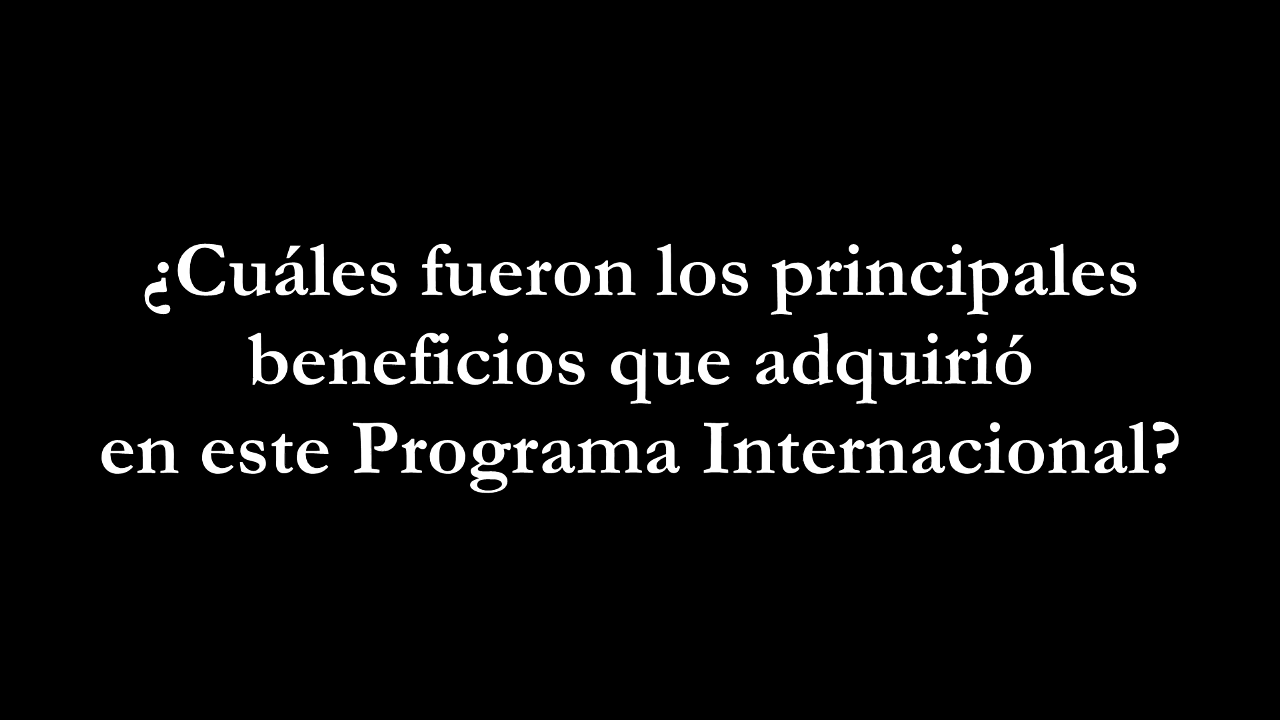 ¿Cuáles fueron los principales
beneficios que adquirió
en este Programa Internacional?